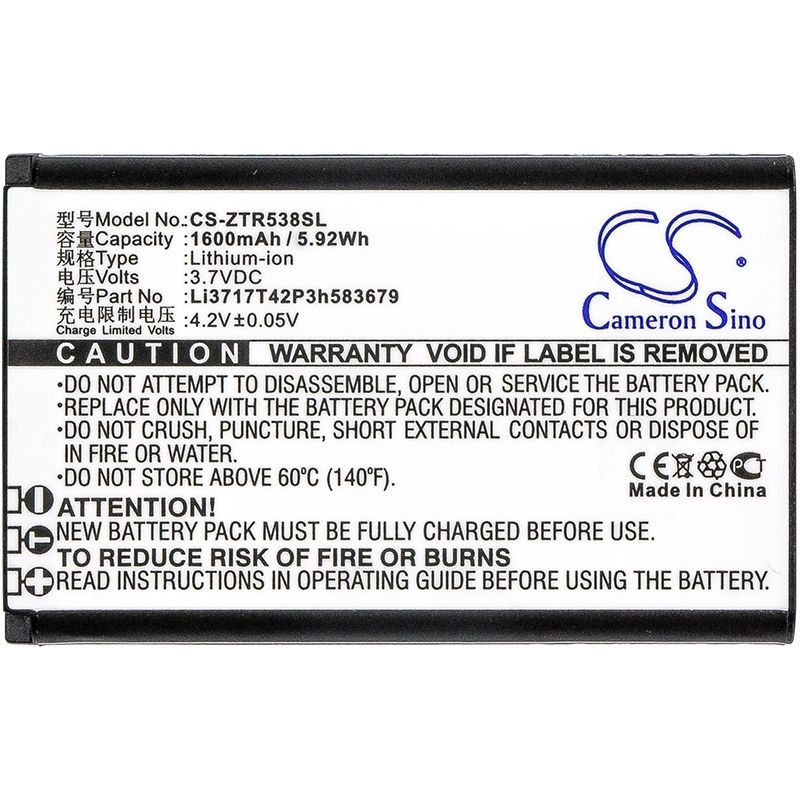 型号Model No.:CS-ZTR538SL
容量Capacity :1600mAh / 5.92Wh
规格Type :Lithium-ion
电压Volts :3.7VDC
编号Part No :Li3717T42P3h583679
充电限制电压:4.2V±0.05V
Charge Limited Volts
CS
Cameron Sino
CAUTION WARRANTY VOID IF LABEL IS REMOVED
•DO NOT ATTEMPT TO DISASSEMBLE, OPEN OR SERVICE THE BATTERY PACK.
•REPLACE ONLY WITH THE BATTERY PACK DESIGNATED FOR THIS PRODUCT.
•DO NOT CRUSH, PUNCTURE, SHORT EXTERNAL CONTACTS OR DISPOSE OF
IN FIRE OR WATER.
•DO NOT STORE ABOVE 60ºC (140ºF).
CE PCT
Made In China
ATTENTION!
NEW BATTERY PACK MUST BE FULLY CHARGED BEFORE USE.
TO REDUCE RISK OF FIRE OR BURNS
READ INSTRUCTIONS IN OPERATING GUIDE BEFORE USING THE BATTERY.